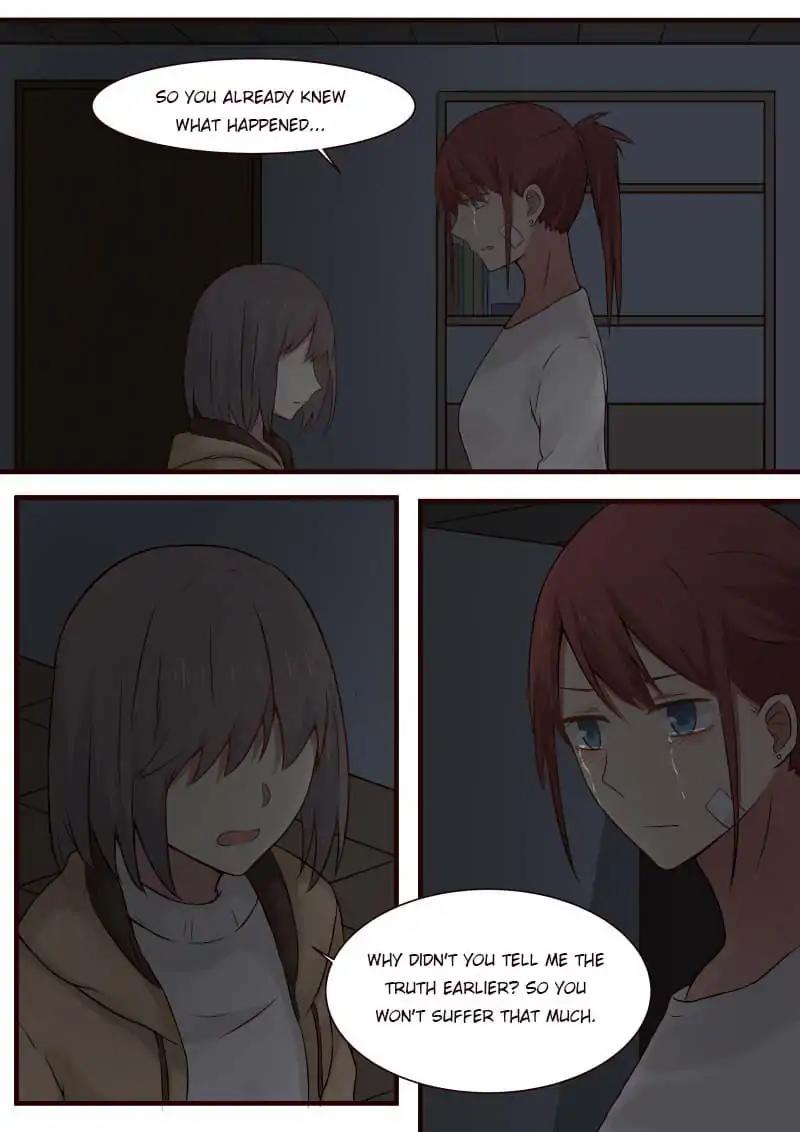 SO YOU ALREADY KNEW
WHAT HAPPENED...
WHY DIDN'T YOU TELL ME THE
TRUTH EARLIER? SO YOU
WON'T SUFFER THAT MUCH.